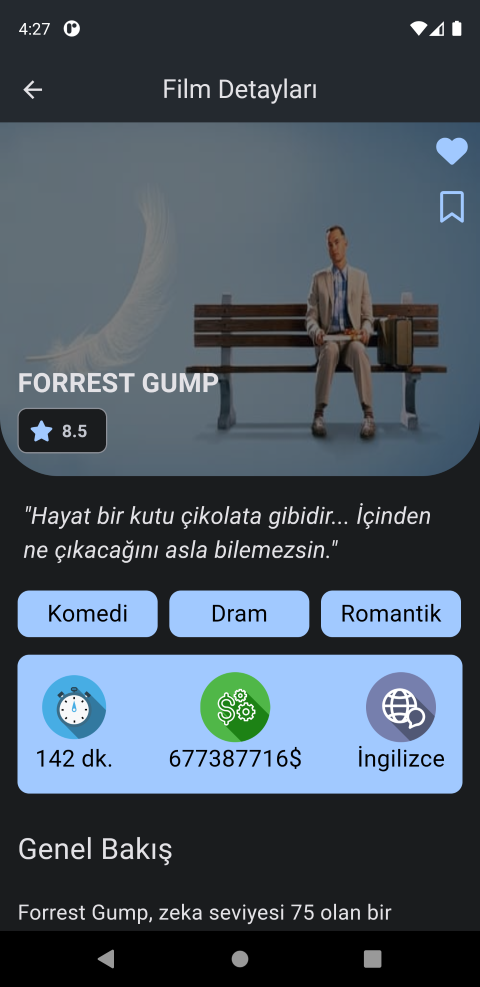 4:27
Film Detayları
FORREST GUMP
8.5
"Hayat bir kutu çikolata gibidir... İçinden
ne çıkacağını asla bilemezsin."
Komedi Dram Romantik
142 dk. 677387716$ İngilizce
Genel Bakış
Forrest Gump, zeka seviyesi 75 olan bir